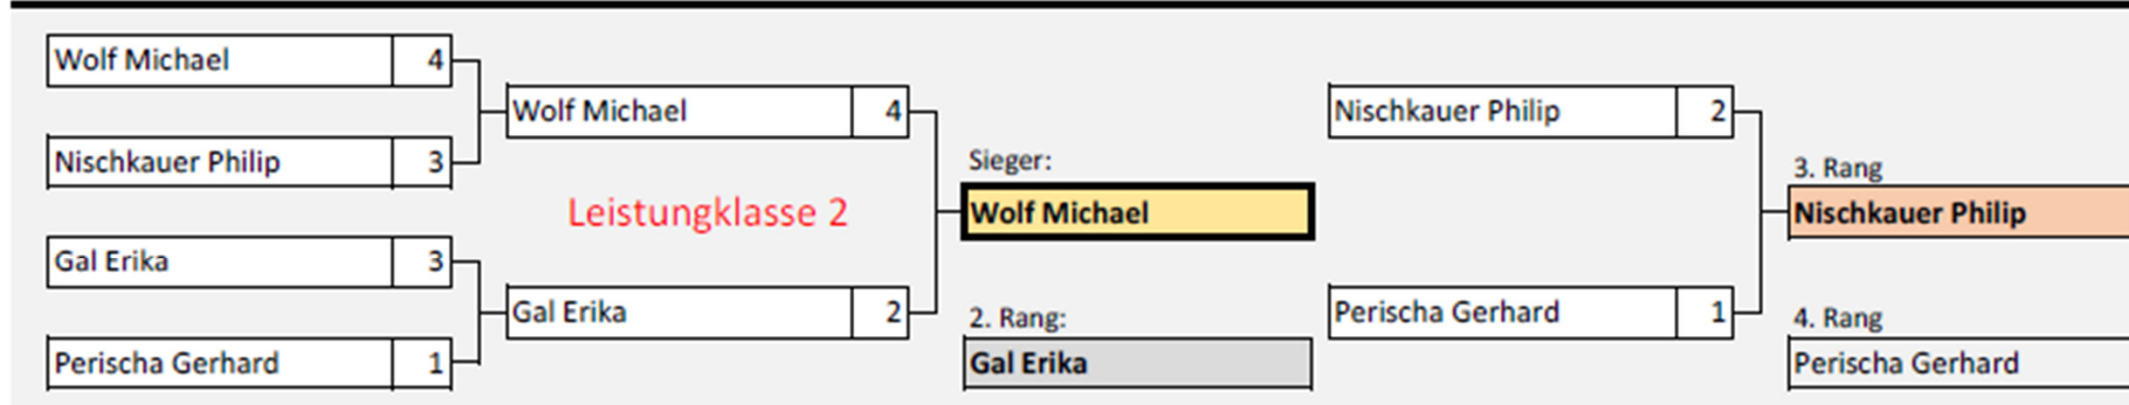 Wolf Michael 4
Nischkauer Philip 3
Gal Erika 3
Perischa Gerhard 1
Wolf Michael 4
Leistungklasse 2
Gal Erika 2
Sieger:
Wolf Michael
2. Rang:
Gal Erika
Nischkauer Philip 2
Perischa Gerhard 1
3. Rang
Nischkauer Philip
4. Rang
Perischa Gerhard